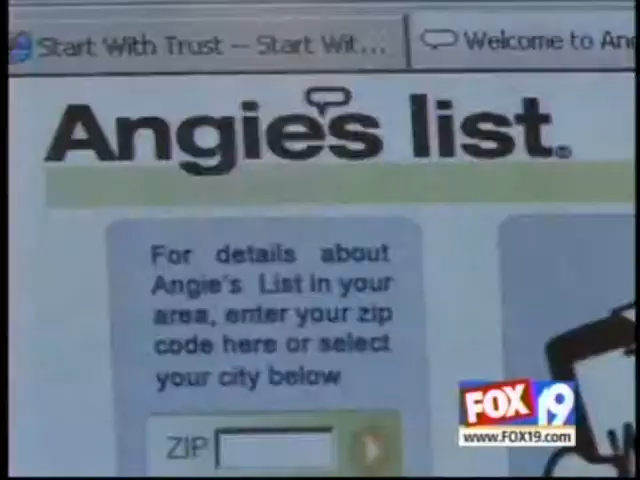 Start With Trust -- Start Wit...
Welcome to An
Angie's list.
For details about
Angie's List in your
area, enter your zip
code here or select
your city below
ZIP
FOX 19
www.FOX19.com